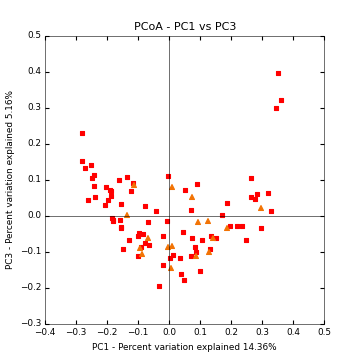 PCoA - PC1 vs PC3
PC3 - Percent variation explained 5.16%
0.5
0.4
0.3
0.2
0.1
0.0
−0.1
−0.2
−0.3
−0.4 −0.3 −0.2 −0.1 0.0 0.1 0.2 0.3 0.4 0.5
PC1 - Percent variation explained 14.36%